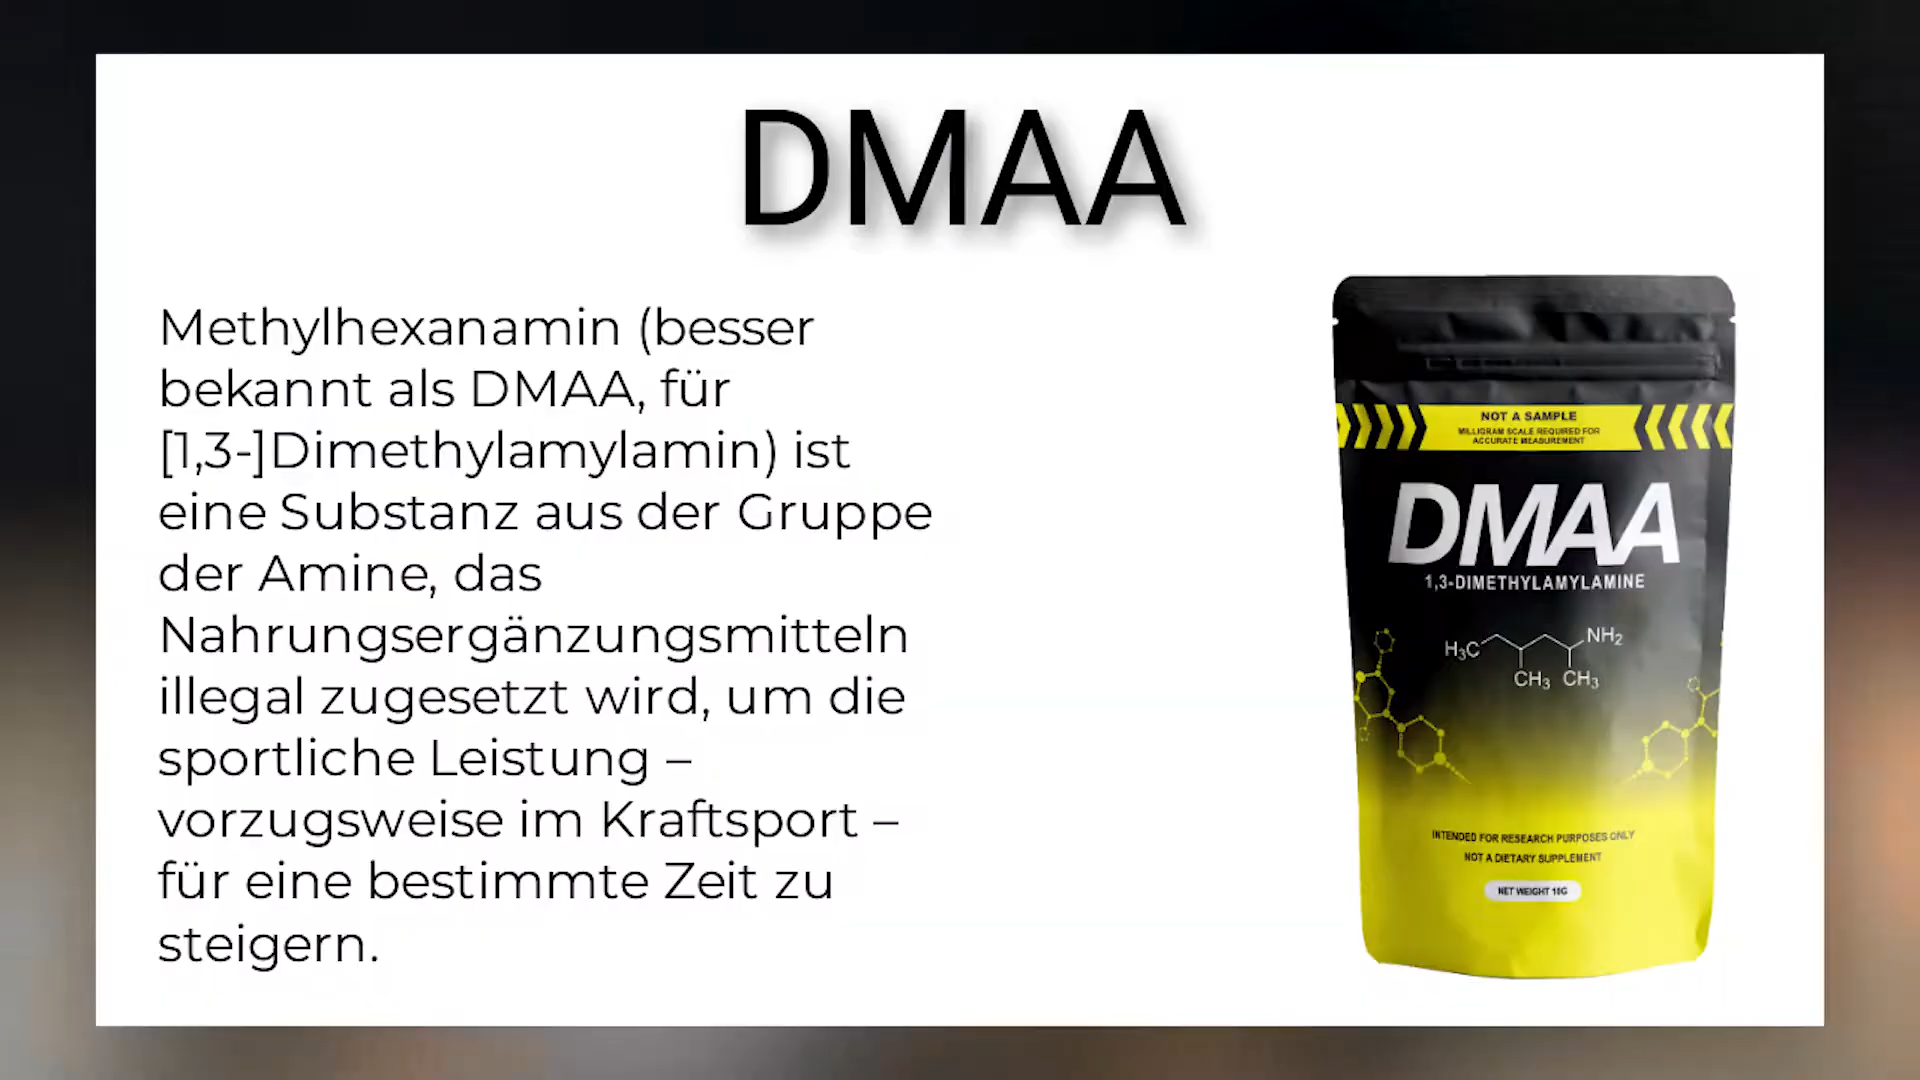 DMAA
Methylhexanamin (besser
bekannt als DMAA, für
[1,3-]Dimethylamylamin) ist
eine Substanz aus der Gruppe
der Amine, das
Nahrungsergänzungsmitteln
illegal zugesetzt wird, um die
sportliche Leistung –
vorzugsweise im Kraftsport –
für eine bestimmte Zeit zu
steigern.
NOT A SAMPLE
MILLIGRAM SCALE REQUIRED FOR
ACCURATE MEASUREMENT
DMAA
1,3-DIMETHYLAMYLAMINE
H₃C NH₂
CH₃ CH₃
INTENDED FOR RESEARCH PURPOSES ONLY
NOT A DIETARY SUPPLEMENT
NET WEIGHT 10G